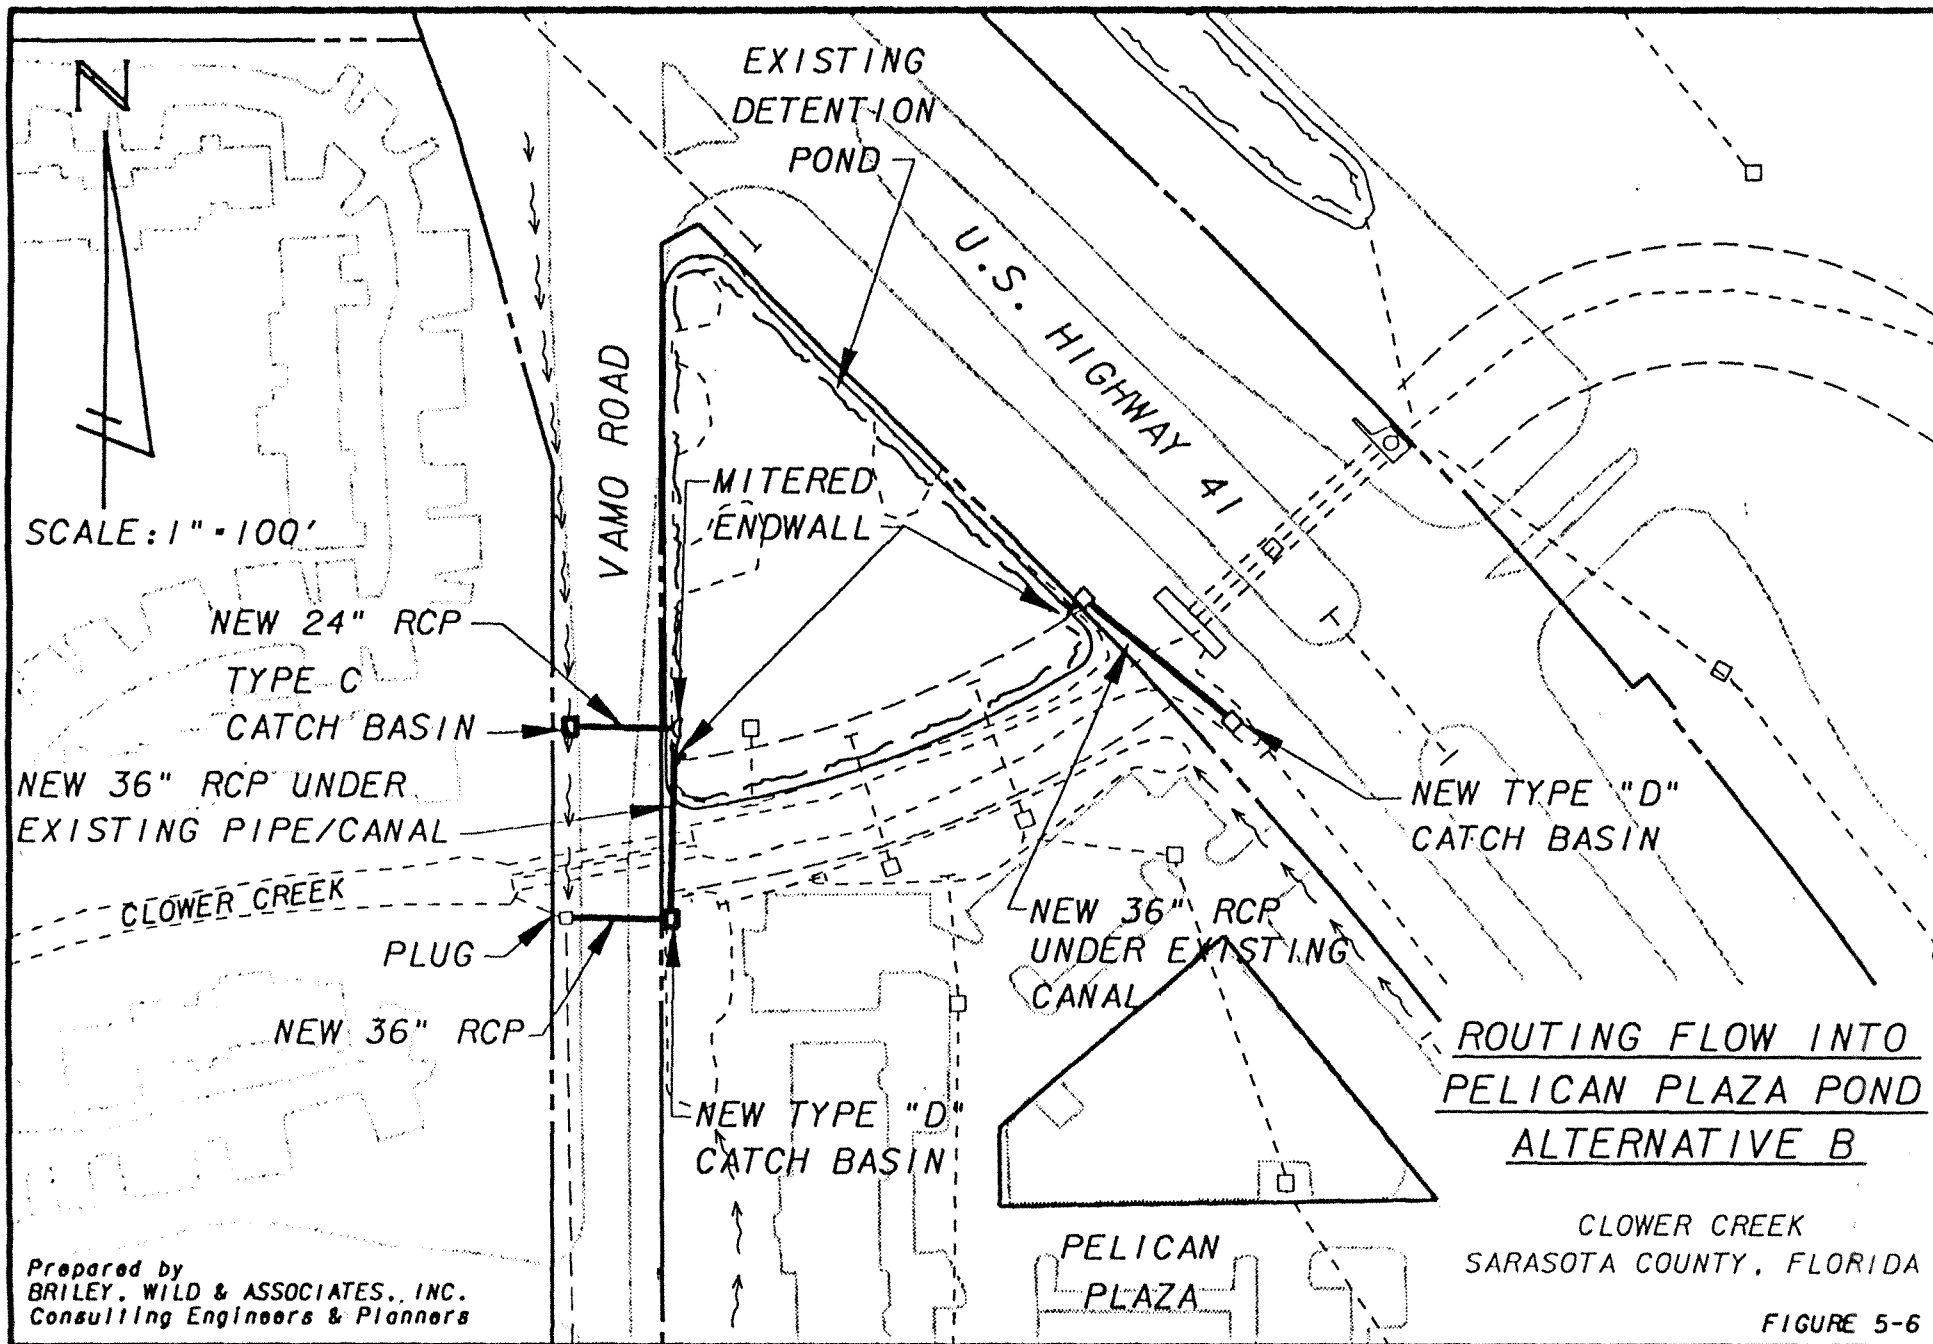 N
EXISTING
DETENTION
POND
U.S. HIGHWAY 41
VAMO ROAD
MITERED
ENDWALL
SCALE: 1" = 100'
NEW 24" RCP
TYPE C
CATCH BASIN
NEW 36" RCP UNDER
EXISTING PIPE/CANAL
CLOWER CREEK
PLUG
NEW 36" RCP
NEW TYPE "D"
CATCH BASIN
NEW 36" RCP
UNDER EXISTING
CANAL
NEW TYPE "D"
CATCH BASIN
PELICAN
PLAZA
ROUTING FLOW INTO
PELICAN PLAZA POND
ALTERNATIVE B
CLOWER CREEK
SARASOTA COUNTY, FLORIDA
Prepared by
BRILEY, WILD & ASSOCIATES, INC.
Consulting Engineers & Planners
FIGURE 5-6